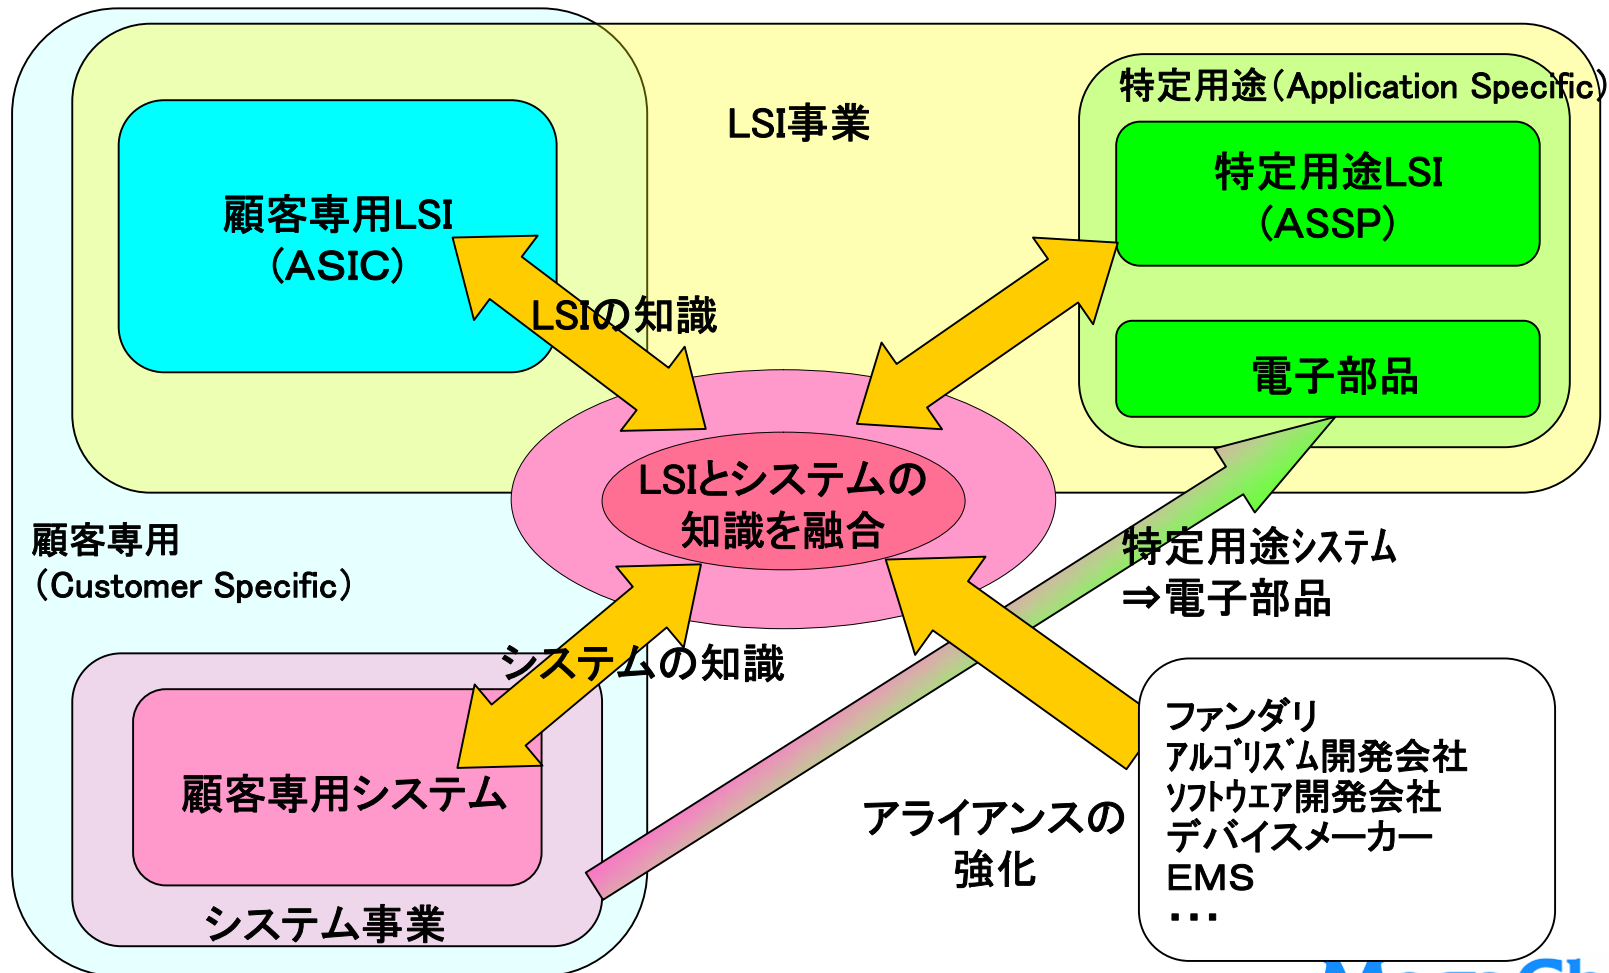 特定用途(Application Specific)
LSI事業
特定用途LSI
(ASSP)
顧客専用LSI
(ASIC)
LSIの知識
電子部品
LSIとシステムの
知識を融合
顧客専用
(Customer Specific)
特定用途システム
⇒電子部品
システムの知識
ファンダリ
アルゴリズム開発会社
ソフトウエア開発会社
デバイスメーカー
EMS
・・・
顧客専用システム
アライアンスの
強化
システム事業